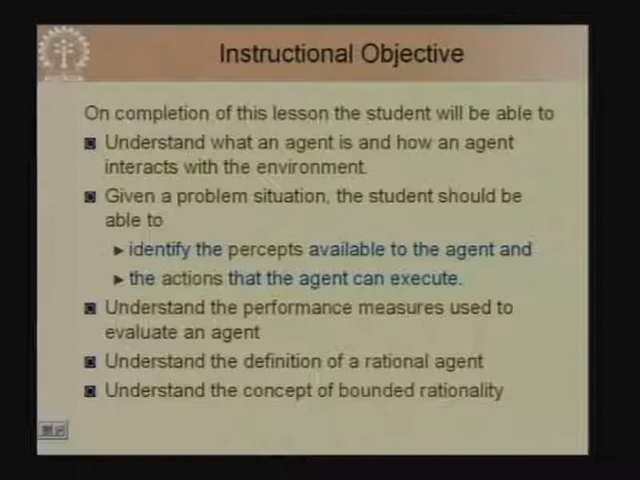 Instructional Objective
On completion of this lesson the student will be able to
Understand what an agent is and how an agent
interacts with the environment.
Given a problem situation, the student should be
able to
identify the percepts available to the agent and
the actions that the agent can execute.
Understand the performance measures used to
evaluate an agent
Understand the definition of a rational agent
Understand the concept of bounded rationality